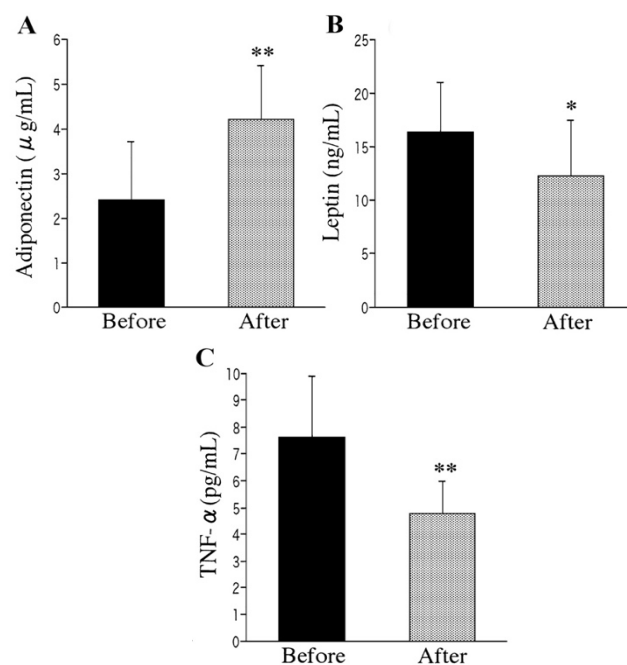 A
Adiponectin ( μ g/mL)
6
5
4
3
2
1
0
**
Before
After
B
Leptin (ng/mL)
25
20
15
10
5
0
*
Before
After
C
TNF- α (pg/mL)
10
9
8
7
6
5
4
3
2
1
0
**
Before
After